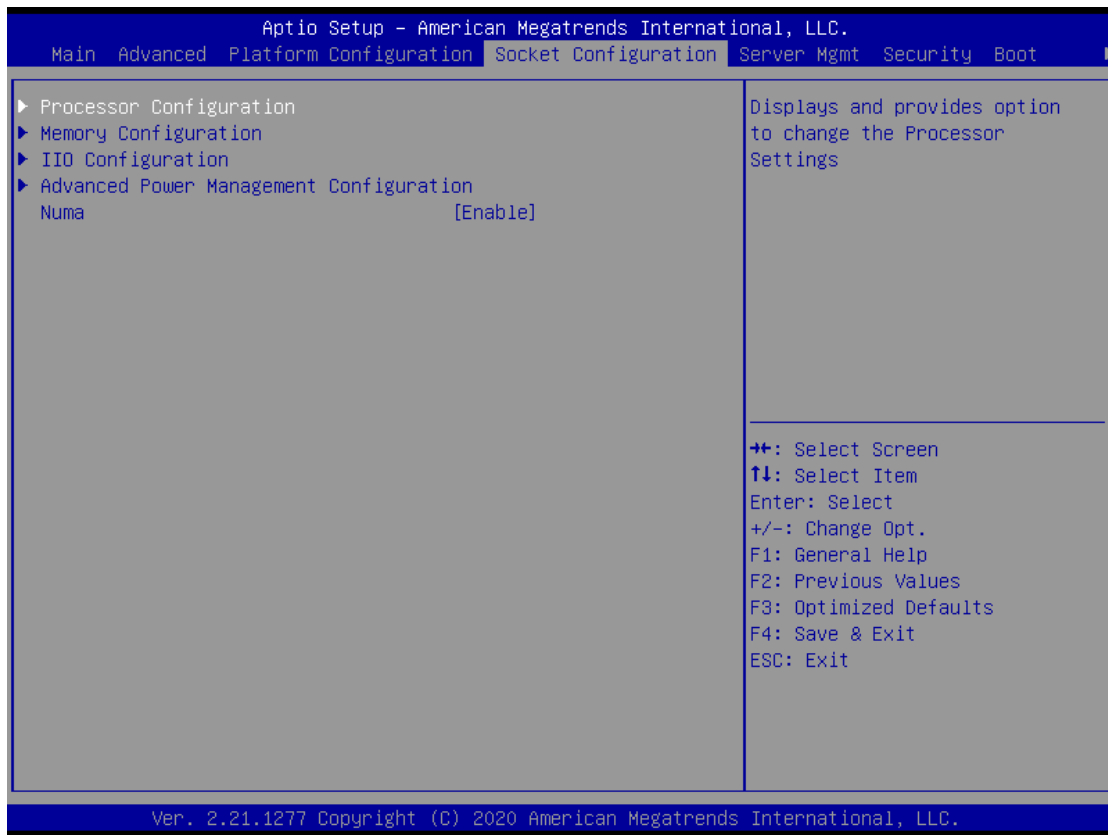 Aptio Setup – American Megatrends International, LLC.
Main Advanced Platform Configuration Socket Configuration Server Mgmt Security Boot
▶ Processor Configuration
▶ Memory Configuration
▶ IIO Configuration
▶ Advanced Power Management Configuration
Numa [Enable]
Displays and provides option
to change the Processor
Settings
→←: Select Screen
↑↓: Select Item
Enter: Select
+/-: Change Opt.
F1: General Help
F2: Previous Values
F3: Optimized Defaults
F4: Save & Exit
ESC: Exit
Ver. 2.21.1277 Copyright (C) 2020 American Megatrends International, LLC.